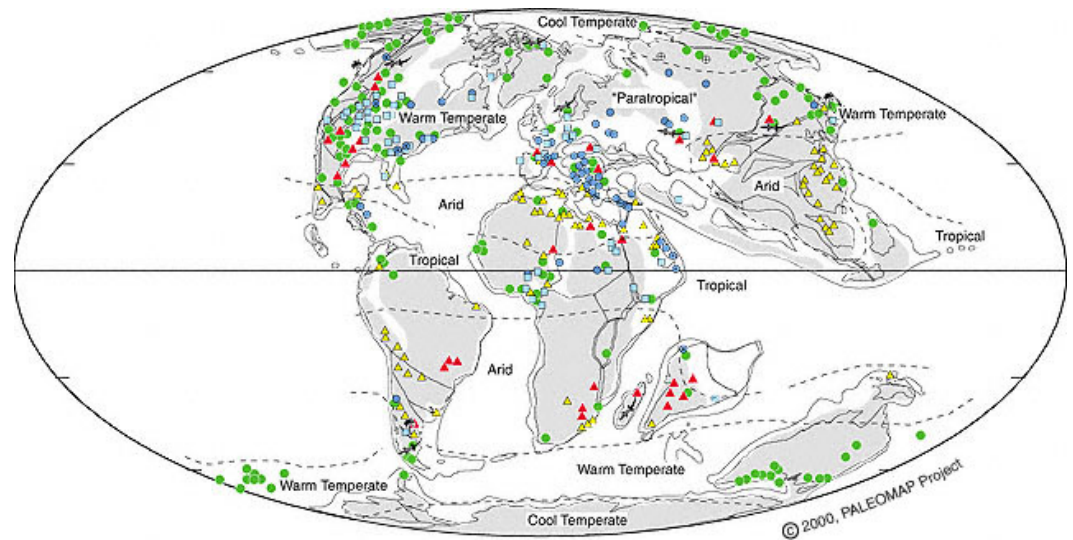 Cool Temperate
"Paratropical"
Warm Temperate
Warm Temperate
Arid
Arid
Tropical
Tropical
Tropical
Arid
Warm Temperate
Warm Temperate
Cool Temperate
© 2000, PALEOMAP Project